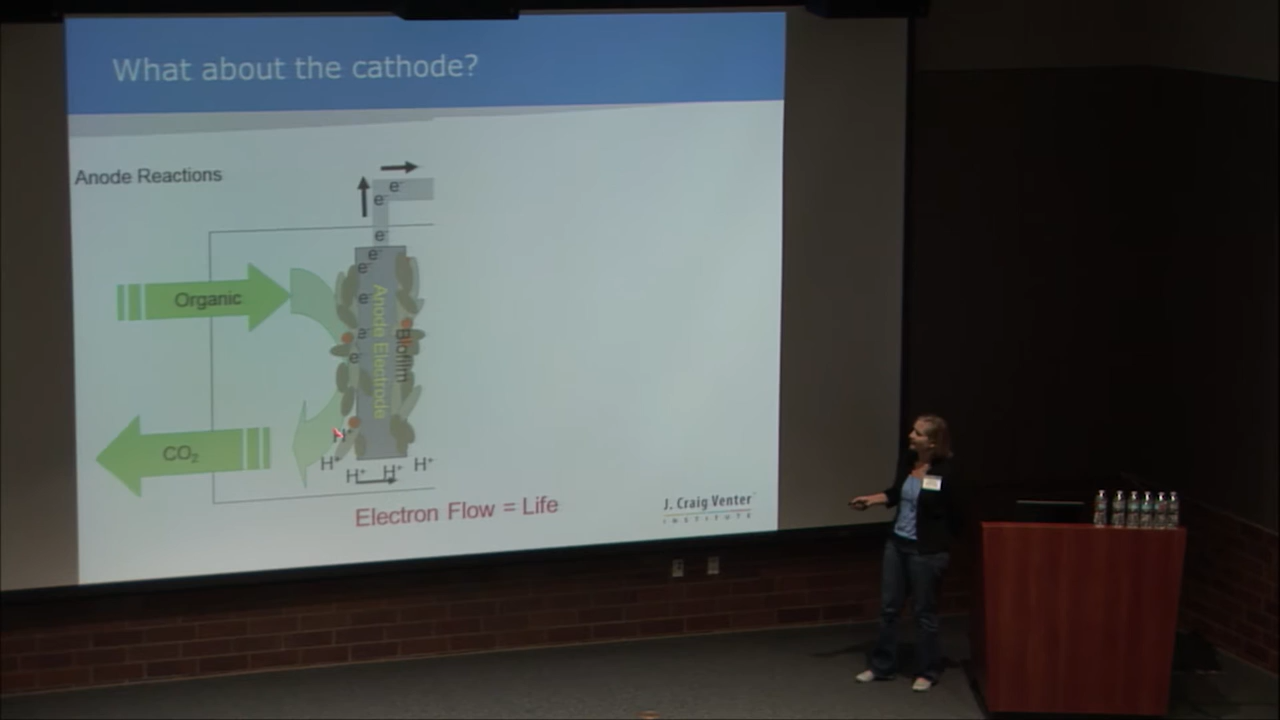 What about the cathode?
Anode Reactions
e⁻
e⁻
e⁻
e⁻
e⁻
Organic
e⁻
e⁻
e⁻
Anode Electrode
Biofilm
CO₂
H⁺
H⁺
H⁺ H⁺ H⁺
Electron Flow = Life
J. Craig Venter
INSTITUTE